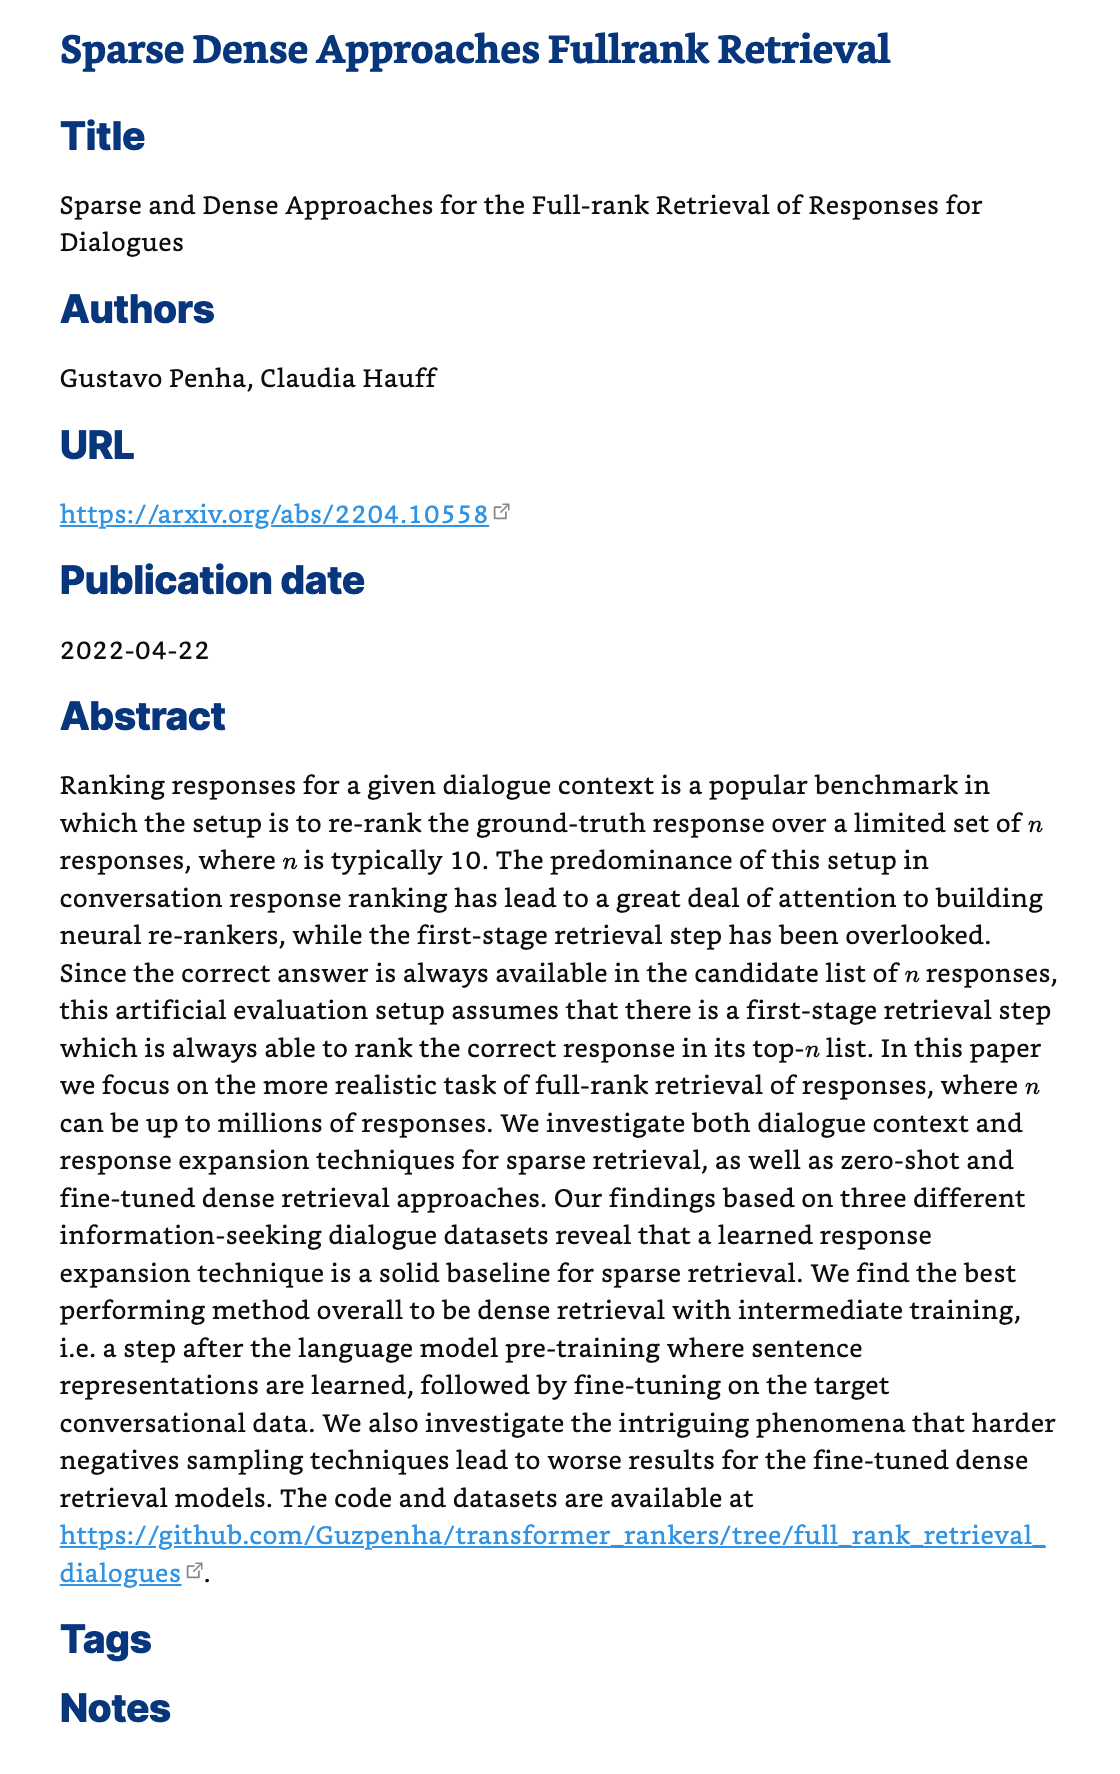 Sparse Dense Approaches Fullrank Retrieval
Title
Sparse and Dense Approaches for the Full-rank Retrieval of Responses for
Dialogues
Authors
Gustavo Penha, Claudia Hauff
URL
https://arxiv.org/abs/2204.10558
Publication date
2022-04-22
Abstract
Ranking responses for a given dialogue context is a popular benchmark in
which the setup is to re-rank the ground-truth response over a limited set of n
responses, where n is typically 10. The predominance of this setup in
conversation response ranking has lead to a great deal of attention to building
neural re-rankers, while the first-stage retrieval step has been overlooked.
Since the correct answer is always available in the candidate list of n responses,
this artificial evaluation setup assumes that there is a first-stage retrieval step
which is always able to rank the correct response in its top-n list. In this paper
we focus on the more realistic task of full-rank retrieval of responses, where n
can be up to millions of responses. We investigate both dialogue context and
response expansion techniques for sparse retrieval, as well as zero-shot and
fine-tuned dense retrieval approaches. Our findings based on three different
information-seeking dialogue datasets reveal that a learned response
expansion technique is a solid baseline for sparse retrieval. We find the best
performing method overall to be dense retrieval with intermediate training,
i.e. a step after the language model pre-training where sentence
representations are learned, followed by fine-tuning on the target
conversational data. We also investigate the intriguing phenomena that harder
negatives sampling techniques lead to worse results for the fine-tuned dense
retrieval models. The code and datasets are available at
https://github.com/Guzpenha/transformer_rankers/tree/full_rank_retrieval_
dialogues.
Tags
Notes